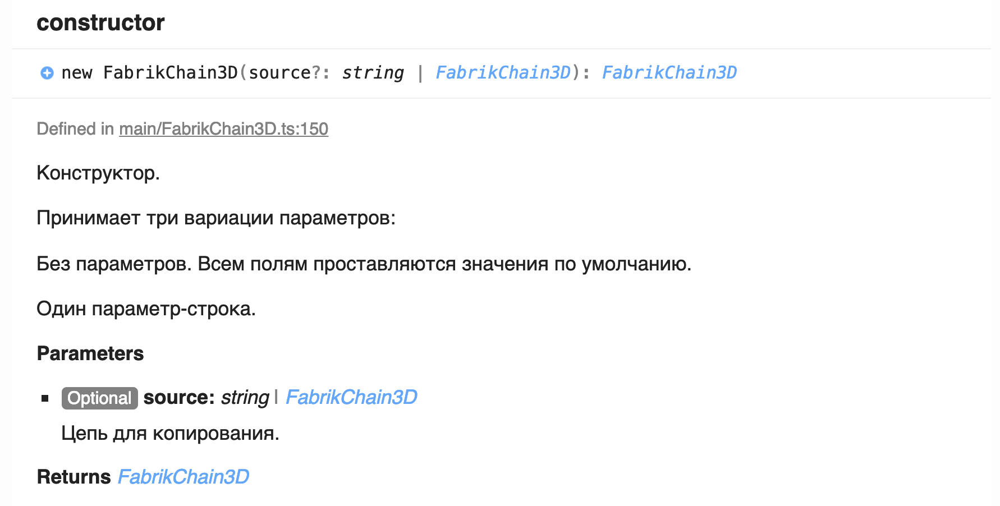 constructor
new FabrikChain3D(source?: string | FabrikChain3D): FabrikChain3D
Defined in main/FabrikChain3D.ts:150
Конструктор.
Принимает три вариации параметров:
Без параметров. Всем полям проставляются значения по умолчанию.
Один параметр-строка.
Parameters
Optional source: string | FabrikChain3D
Цепь для копирования.
Returns FabrikChain3D